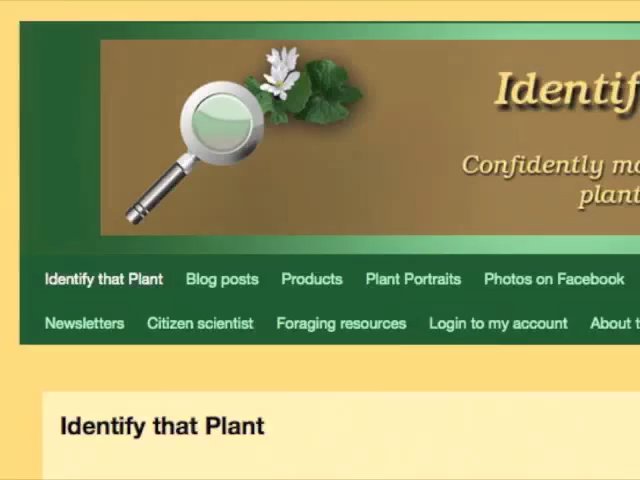 Identif
Confidently m
plant
Identify that Plant Blog posts Products Plant Portraits Photos on Facebook
Newsletters Citizen scientist Foraging resources Login to my account About t
Identify that Plant